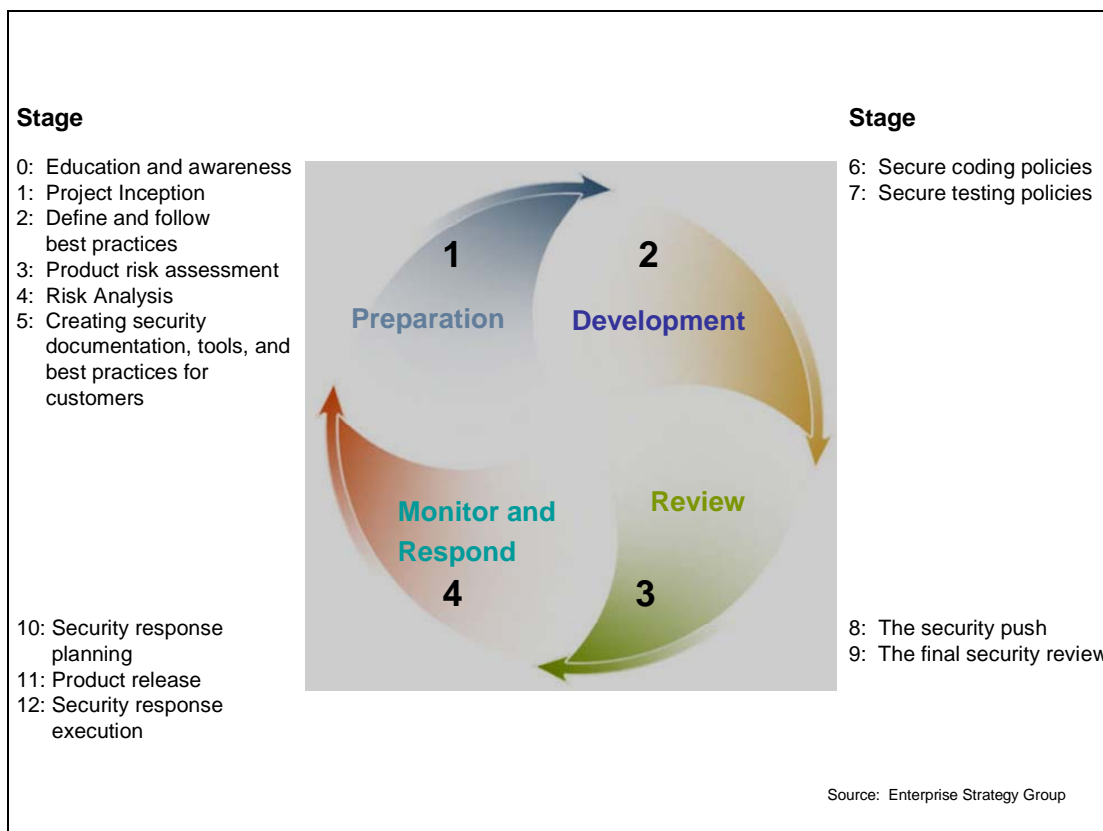 Stage
0: Education and awareness
1: Project Inception
2: Define and follow
best practices
3: Product risk assessment
4: Risk Analysis
5: Creating security
documentation, tools, and
best practices for
customers
Stage
6: Secure coding policies
7: Secure testing policies
1
Preparation
2
Development
Monitor and
Respond
4
Review
3
10: Security response
planning
11: Product release
12: Security response
execution
8: The security push
9: The final security review
Source: Enterprise Strategy Group